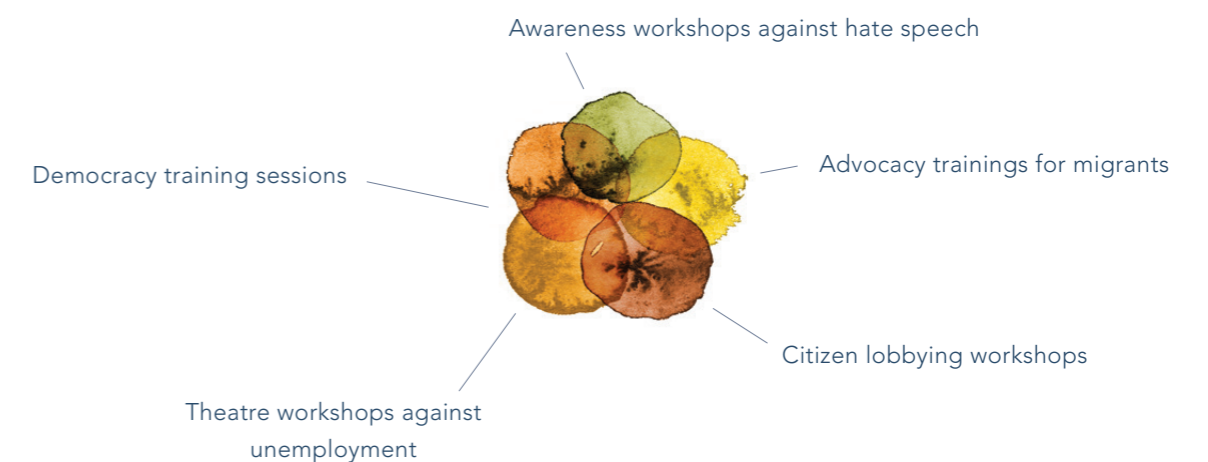 Awareness workshops against hate speech
Democracy training sessions
Advocacy trainings for migrants
Citizen lobbying workshops
Theatre workshops against
unemployment